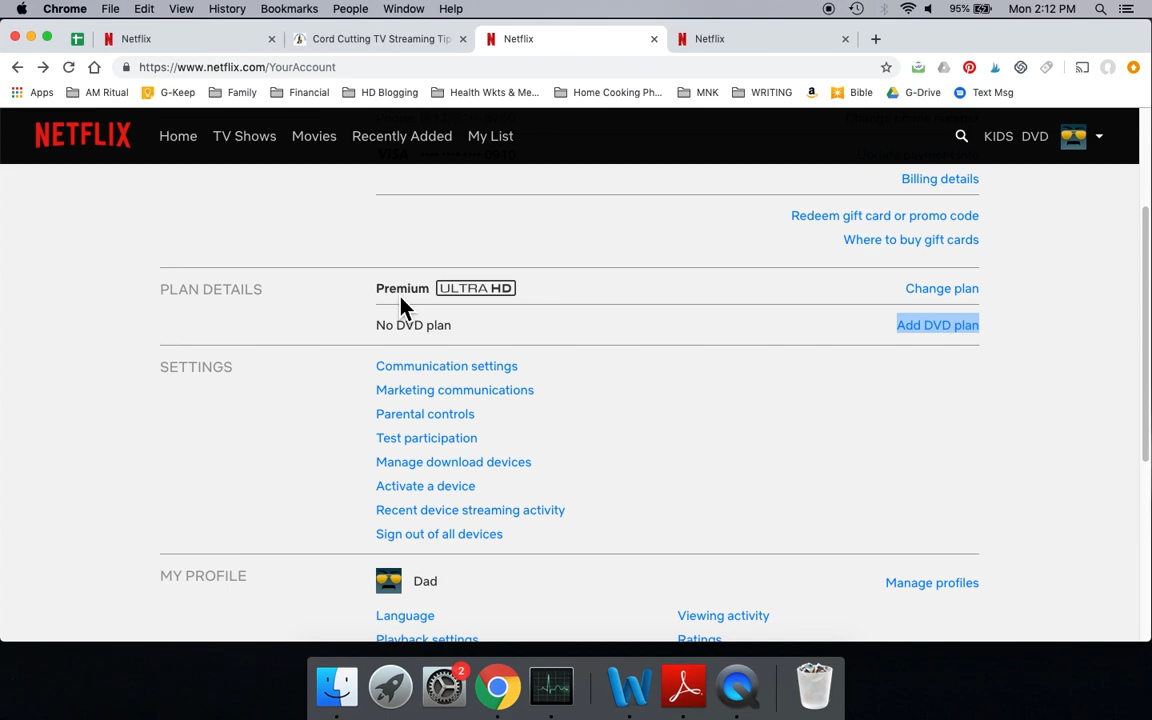 Chrome File Edit View History Bookmarks People Window Help 95% Mon 2:12 PM
Netflix Cord Cutting TV Streaming Tip Netflix Netflix
https://www.netflix.com/YourAccount
Apps AM Ritual G-Keep Family Financial HD Blogging Health Wkts & Me... Home Cooking Ph... MNK WRITING Bible G-Drive Text Msg
NETFLIX Home TV Shows Movies Recently Added My List KIDS DVD
Billing details
Redeem gift card or promo code
Where to buy gift cards
PLAN DETAILS Premium ULTRA HD Change plan
No DVD plan Add DVD plan
SETTINGS Communication settings
Marketing communications
Parental controls
Test participation
Manage download devices
Activate a device
Recent device streaming activity
Sign out of all devices
MY PROFILE Dad Manage profiles
Language Viewing activity
Playback settings Ratings
2